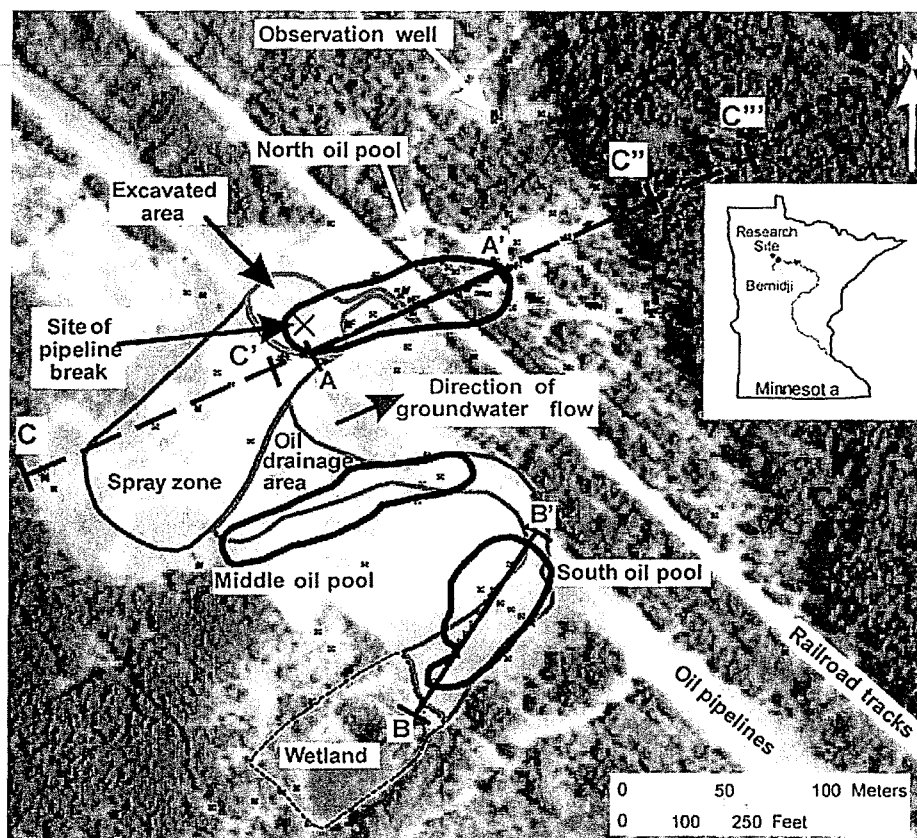 Observation well
N
C'''
C''
North oil pool
Excavated
area
A'
Research
Site
Bemidji
Site of
pipeline
break
C'
A
Direction of
groundwater flow
Minnesota
C
Oil
drainage
area
Spray zone
B'
Middle oil pool
South oil pool
Railroad tracks
Oil pipelines
B
Wetland
0 50 100 Meters
0 100 250 Feet